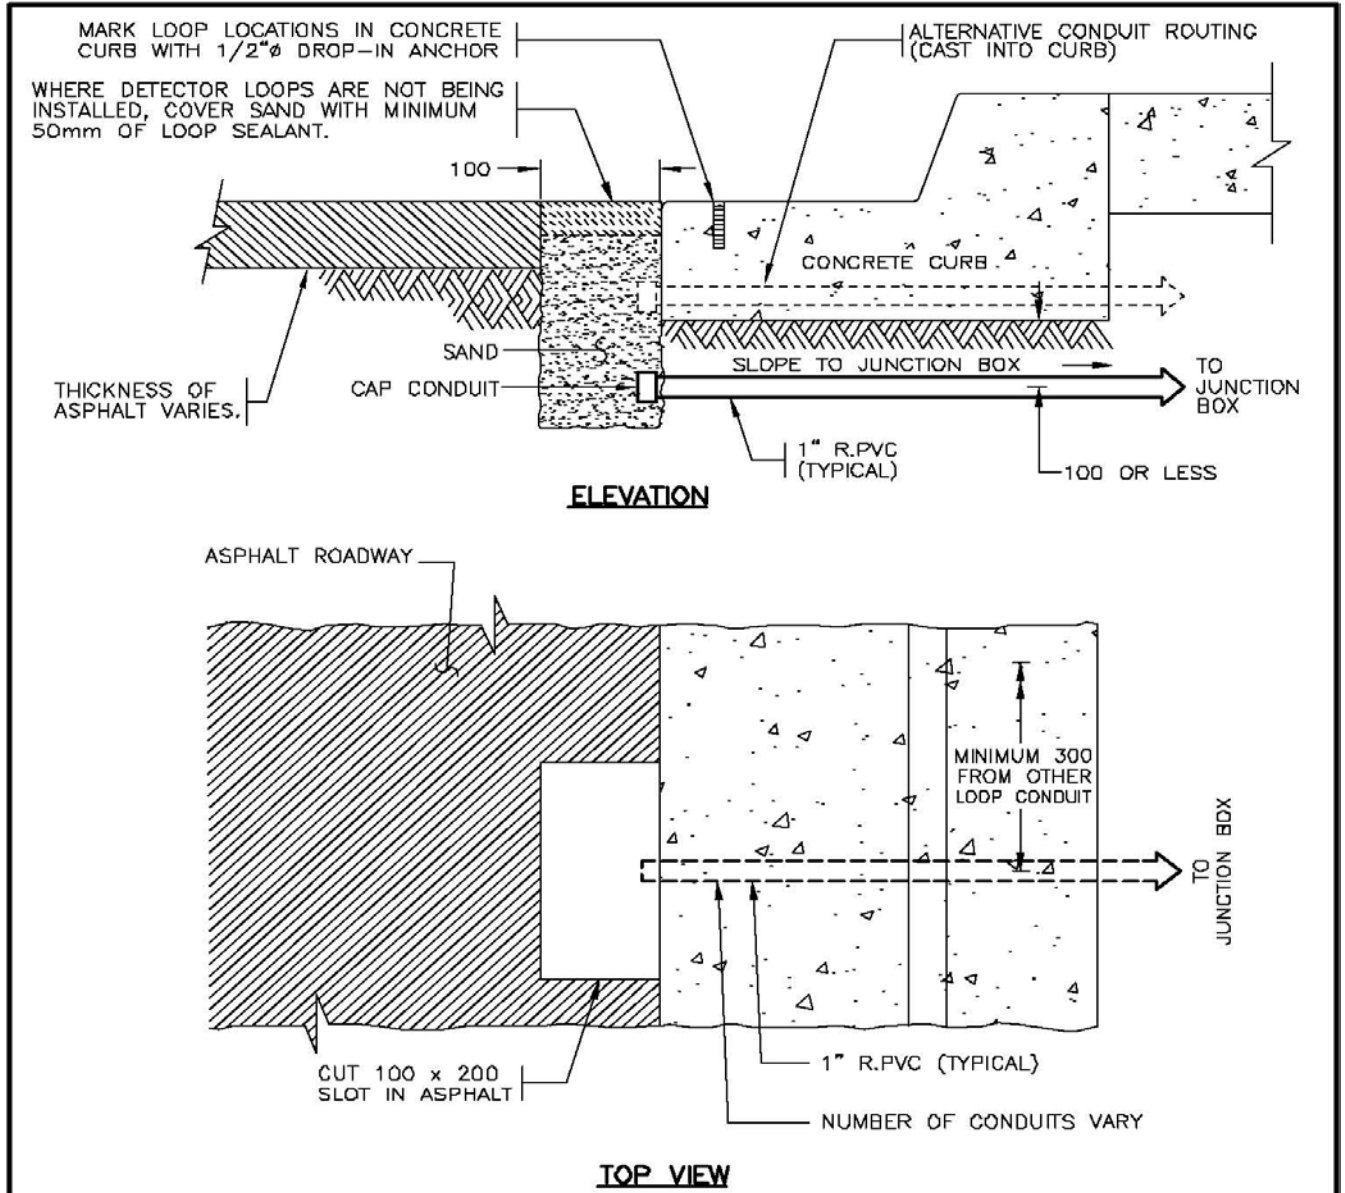 MARK LOOP LOCATIONS IN CONCRETE
CURB WITH 1/2"ø DROP-IN ANCHOR
ALTERNATIVE CONDUIT ROUTING
(CAST INTO CURB)
WHERE DETECTOR LOOPS ARE NOT BEING
INSTALLED, COVER SAND WITH MINIMUM
50mm OF LOOP SEALANT.
100
CONCRETE CURB
SAND
SLOPE TO JUNCTION BOX
CAP CONDUIT
TO
JUNCTION
BOX
THICKNESS OF
ASPHALT VARIES.
1" R.PVC
(TYPICAL)
100 OR LESS
ELEVATION
ASPHALT ROADWAY
MINIMUM 300
FROM OTHER
LOOP CONDUIT
TO
JUNCTION BOX
CUT 100 x 200
SLOT IN ASPHALT
1" R.PVC (TYPICAL)
NUMBER OF CONDUITS VARY
TOP VIEW